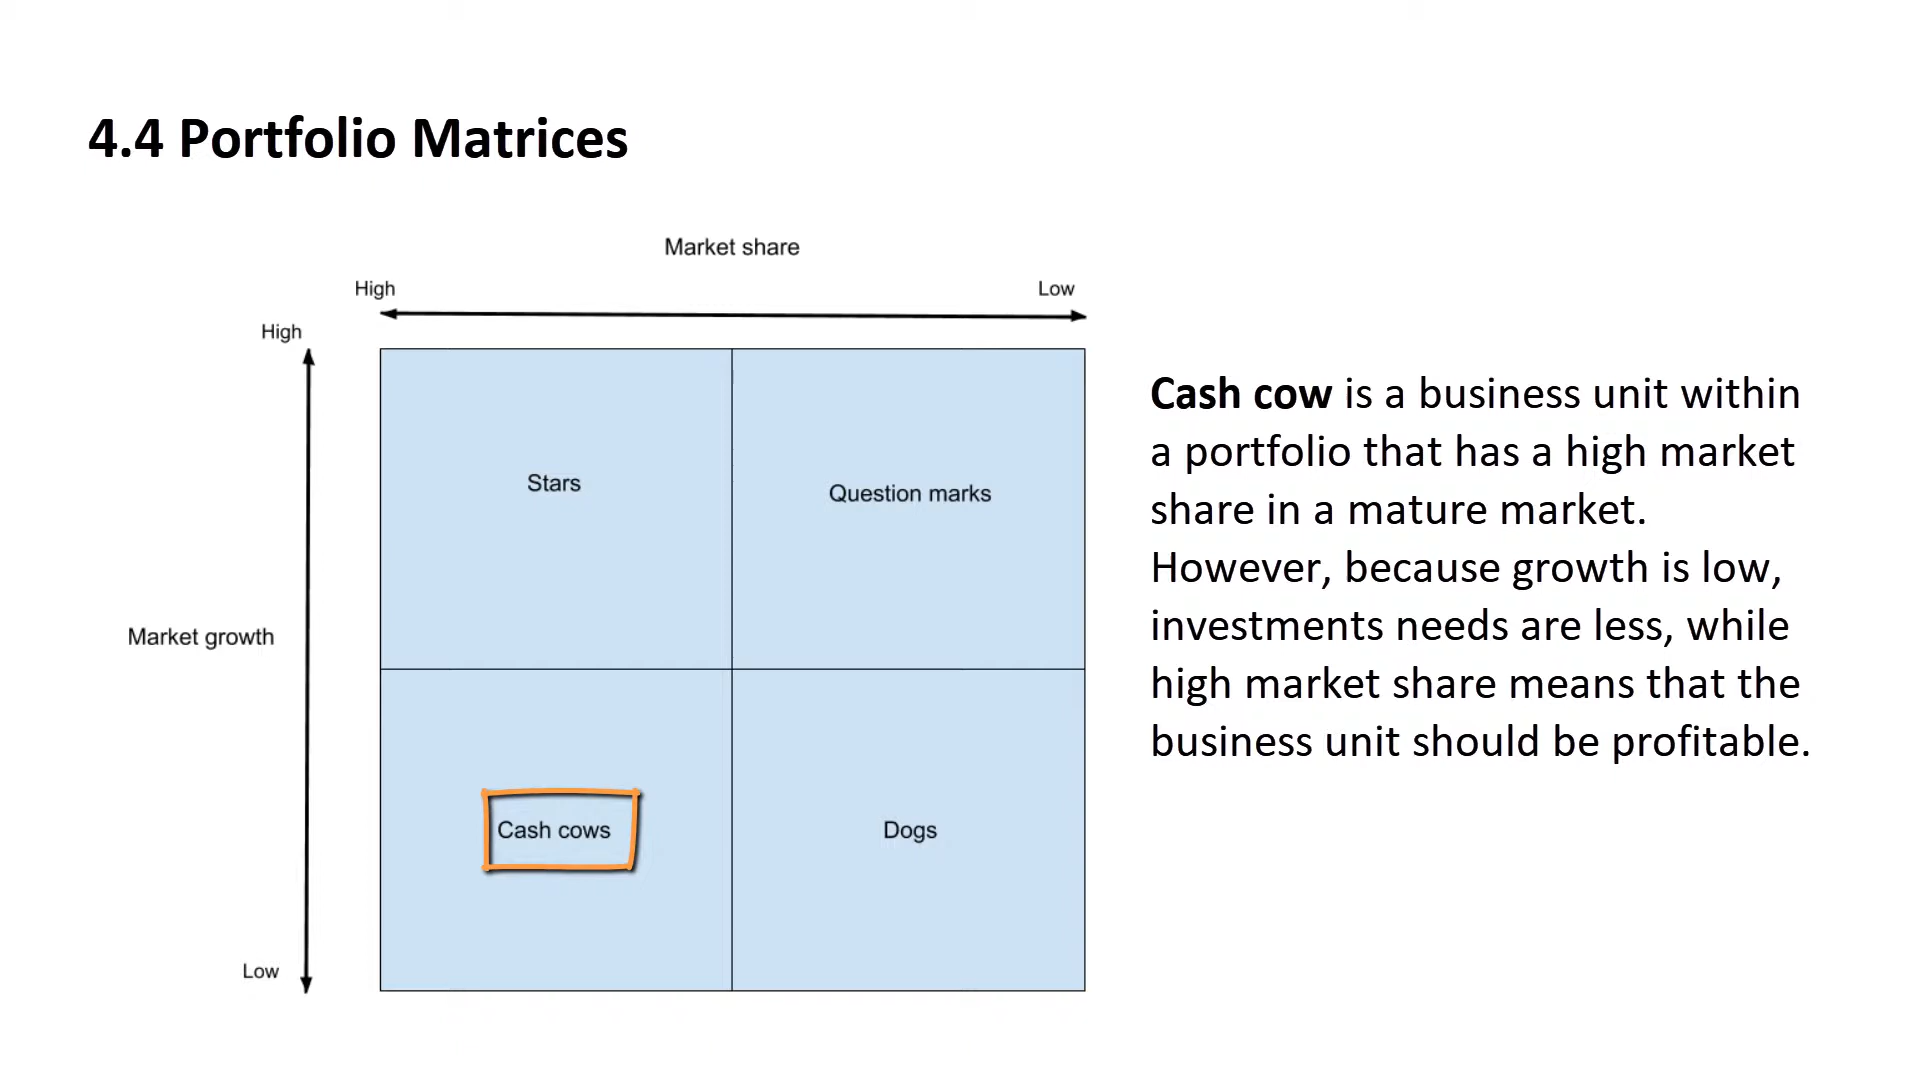 4.4 Portfolio Matrices
Market share
High
Low
High
Stars
Question marks
Market growth
Cash cows
Dogs
Low
Cash cow is a business unit within
a portfolio that has a high market
share in a mature market.
However, because growth is low,
investments needs are less, while
high market share means that the
business unit should be profitable.